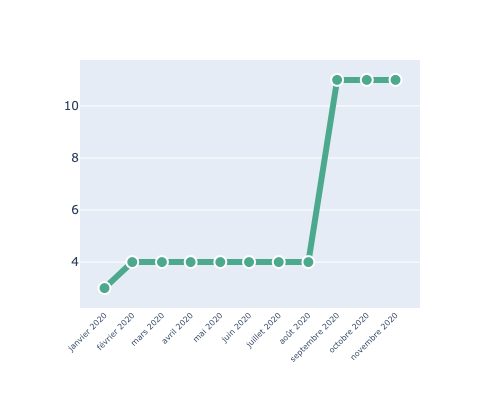 10
8
6
4
janvier 2020
février 2020
mars 2020
avril 2020
mai 2020
juin 2020
juillet 2020
août 2020
septembre 2020
octobre 2020
novembre 2020